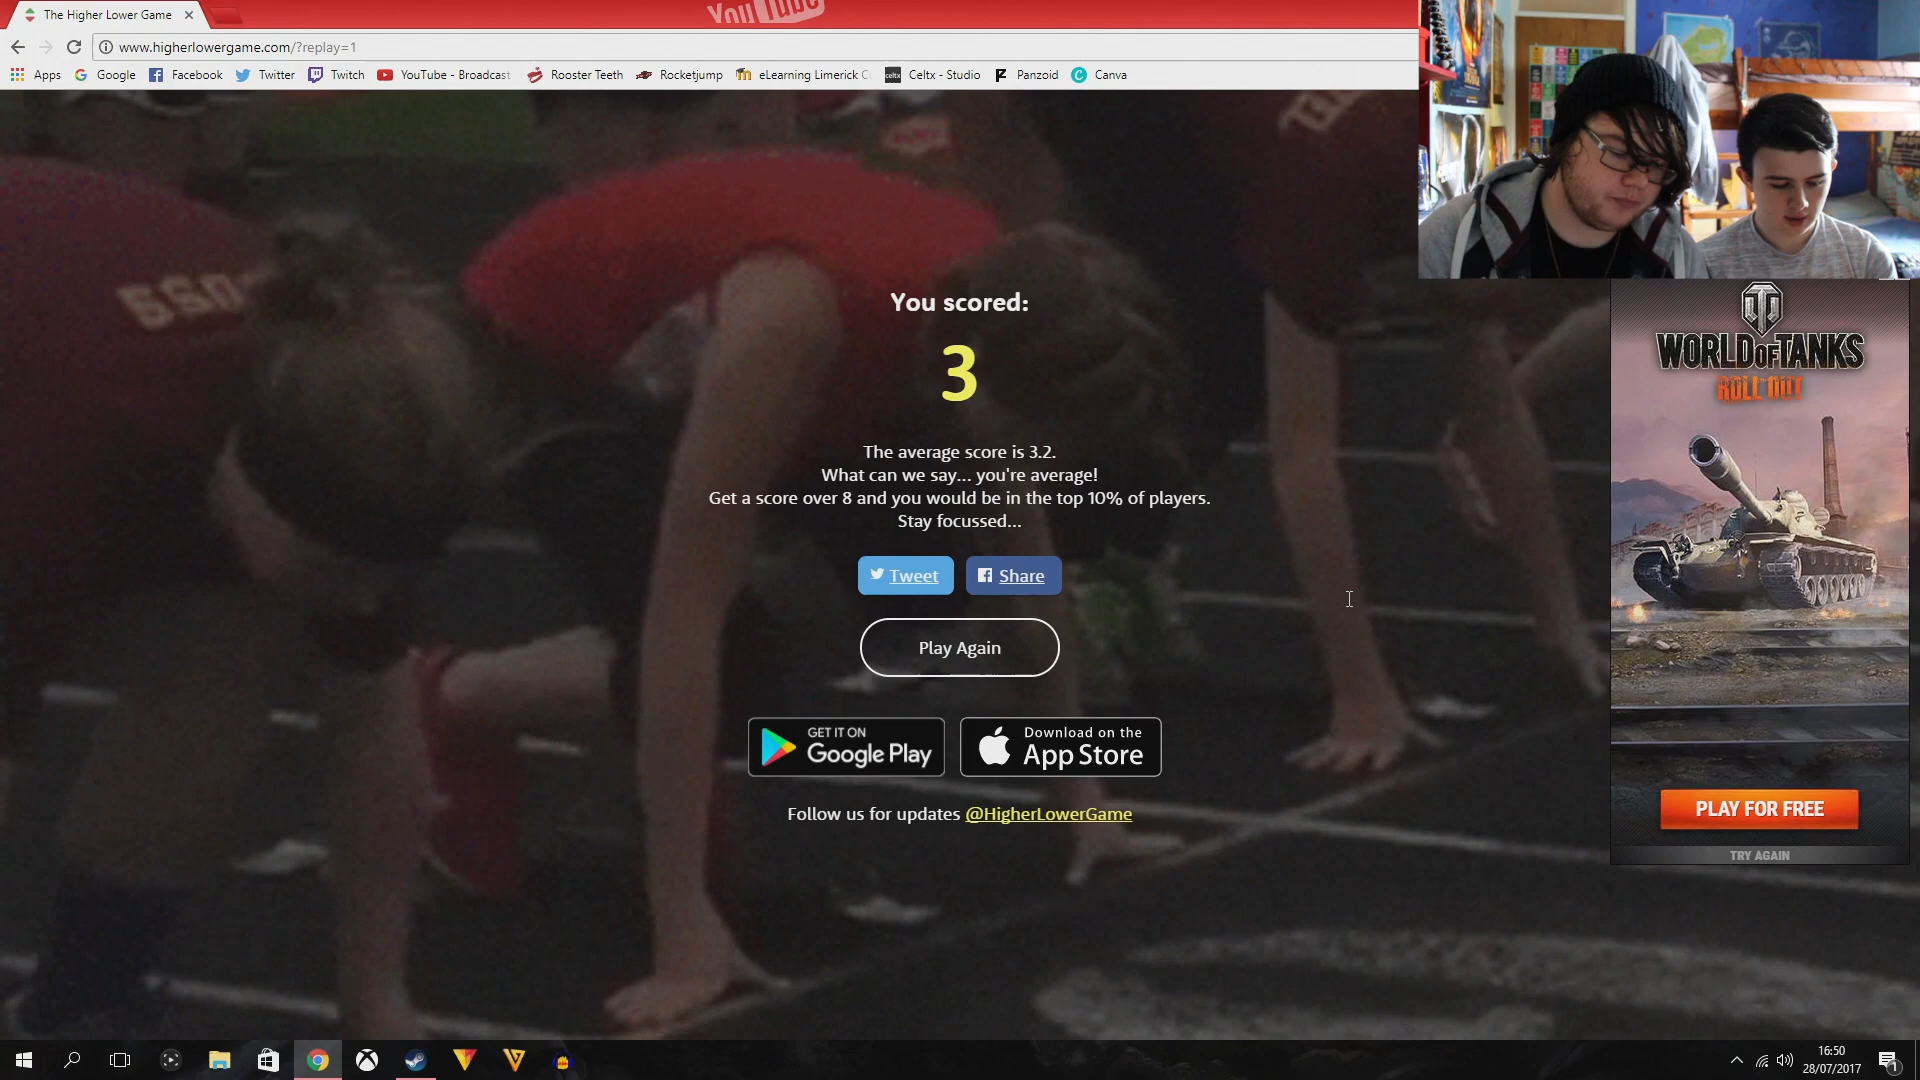 The Higher Lower Game
YouTube
www.higherlowergame.com/?replay=1
Apps Google Facebook Twitter Twitch YouTube - Broadcast Rooster Teeth Rocketjump eLearning Limerick Celtx - Studio Panzoid Canva
You scored:
3
The average score is 3.2.
What can we say... you're average!
Get a score over 8 and you would be in the top 10% of players.
Stay focussed...
Tweet Share
Play Again
GET IT ON
Google Play
Download on the
App Store
Follow us for updates @HigherLowerGame
WORLD OF TANKS
ROLL OUT
PLAY FOR FREE
TRY AGAIN
16:50
28/07/2017
1